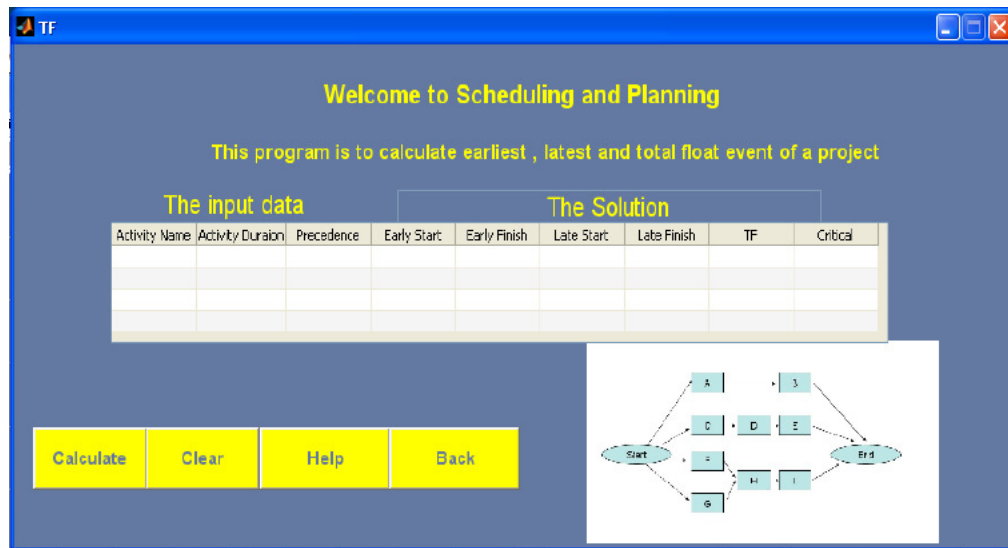 TF
Welcome to Scheduling and Planning
This program is to calculate earliest , latest and total float event of a project
The input data The Solution
Activity Name Activity Duraion Precedence Early Start Early Finish Late Start Late Finish TF Critical
A
C D E
Start F End
H I
G
Calculate Clear Help Back